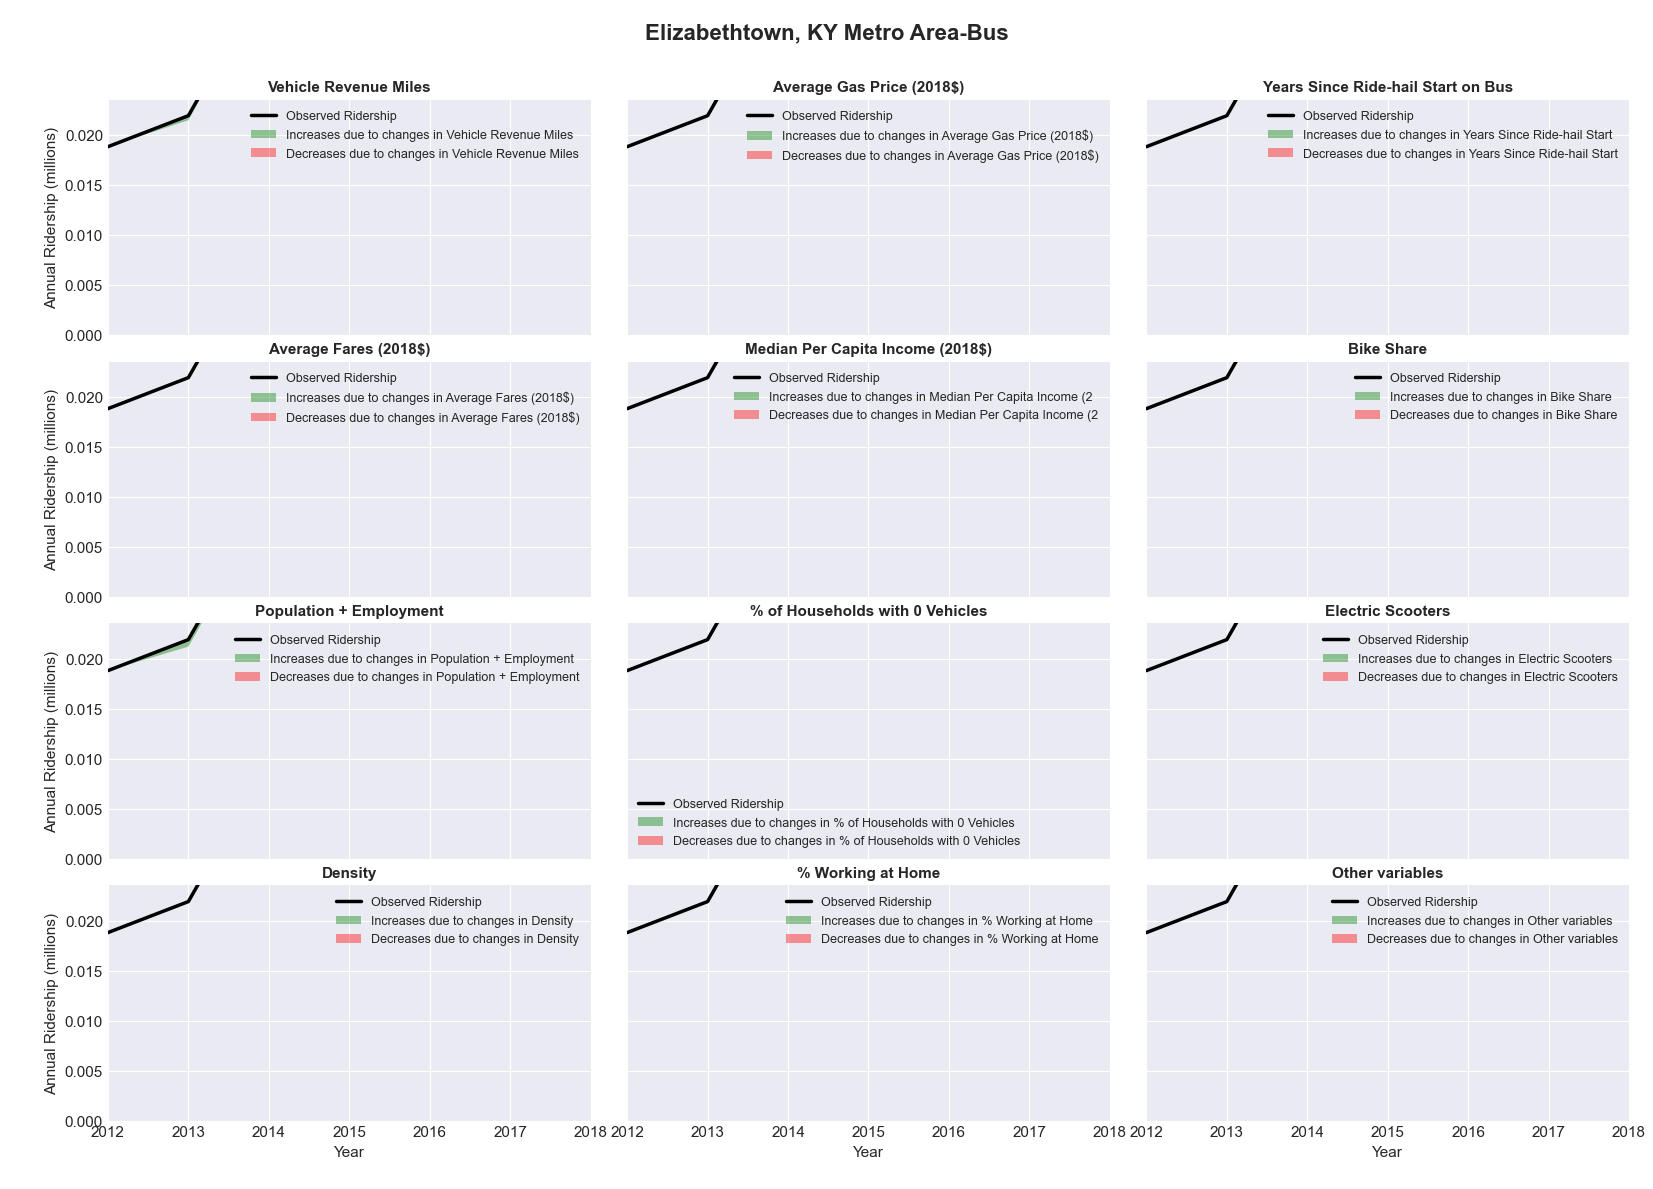 Elizabethtown, KY Metro Area-Bus
Vehicle Revenue Miles
Average Gas Price (2018$)
Years Since Ride-hail Start on Bus
Annual Ridership (millions)
0.020
0.015
0.010
0.005
0.000
Observed Ridership
Increases due to changes in Vehicle Revenue Miles
Decreases due to changes in Vehicle Revenue Miles
Observed Ridership
Increases due to changes in Average Gas Price (2018$)
Decreases due to changes in Average Gas Price (2018$)
Observed Ridership
Increases due to changes in Years Since Ride-hail Start
Decreases due to changes in Years Since Ride-hail Start
Average Fares (2018$)
Median Per Capita Income (2018$)
Bike Share
Annual Ridership (millions)
0.020
0.015
0.010
0.005
0.000
Observed Ridership
Increases due to changes in Average Fares (2018$)
Decreases due to changes in Average Fares (2018$)
Observed Ridership
Increases due to changes in Median Per Capita Income (2
Decreases due to changes in Median Per Capita Income (2
Observed Ridership
Increases due to changes in Bike Share
Decreases due to changes in Bike Share
Population + Employment
% of Households with 0 Vehicles
Electric Scooters
Annual Ridership (millions)
0.020
0.015
0.010
0.005
0.000
Observed Ridership
Increases due to changes in Population + Employment
Decreases due to changes in Population + Employment
Observed Ridership
Increases due to changes in % of Households with 0 Vehicles
Decreases due to changes in % of Households with 0 Vehicles
Observed Ridership
Increases due to changes in Electric Scooters
Decreases due to changes in Electric Scooters
Density
% Working at Home
Other variables
Annual Ridership (millions)
0.020
0.015
0.010
0.005
0.000
Observed Ridership
Increases due to changes in Density
Decreases due to changes in Density
Observed Ridership
Increases due to changes in % Working at Home
Decreases due to changes in % Working at Home
Observed Ridership
Increases due to changes in Other variables
Decreases due to changes in Other variables
2012 2013 2014 2015 2016 2017 2018
2012 2013 2014 2015 2016 2017 2018
2012 2013 2014 2015 2016 2017 2018
Year
Year
Year